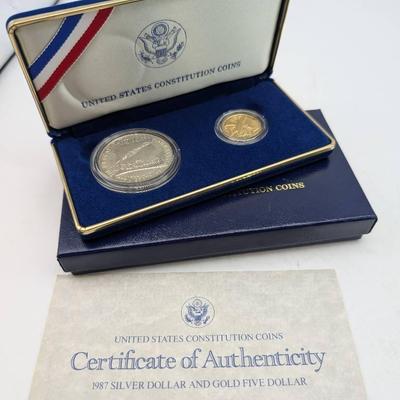 UNITED STATES CONSTITUTION COINS
CONSTITUTION COINS
UNITED STATES CONSTITUTION COINS
Certificate of Authenticity
1987 SILVER DOLLAR AND GOLD FIVE DOLLAR